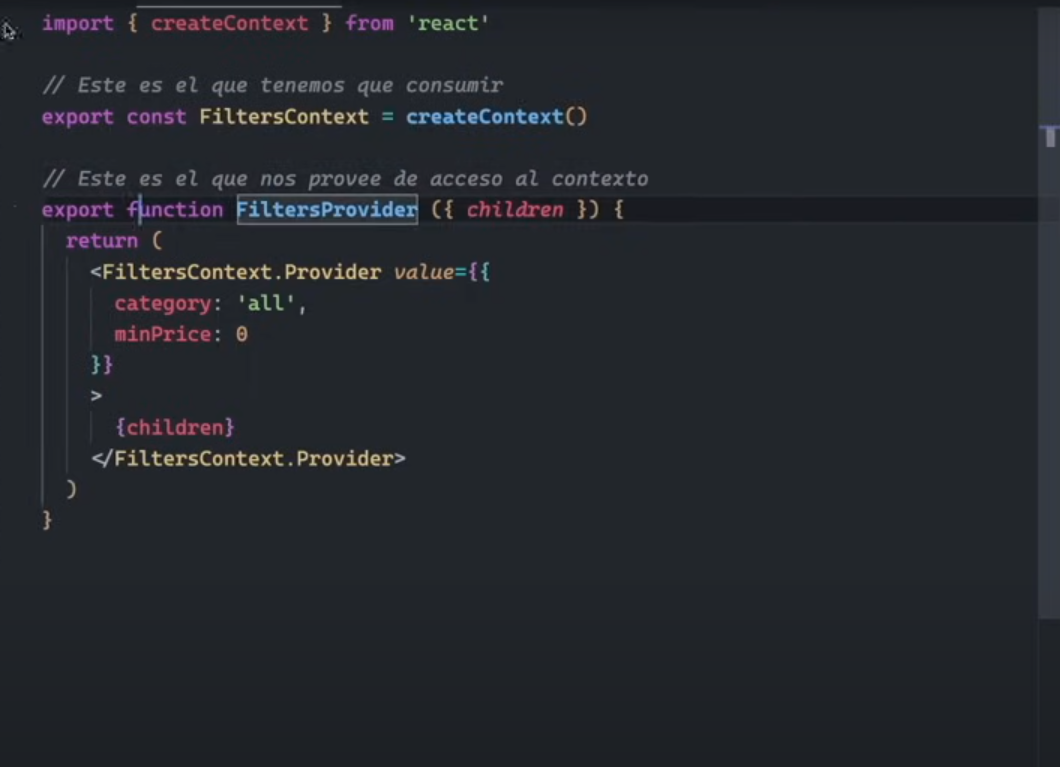 import { createContext } from 'react'
// Este es el que tenemos que consumir
export const FiltersContext = createContext()
// Este es el que nos provee de acceso al contexto
export function FiltersProvider ({ children }) {
return (
<FiltersContext.Provider value={{
category: 'all',
minPrice: 0
}}
>
{children}
</FiltersContext.Provider>
)
}